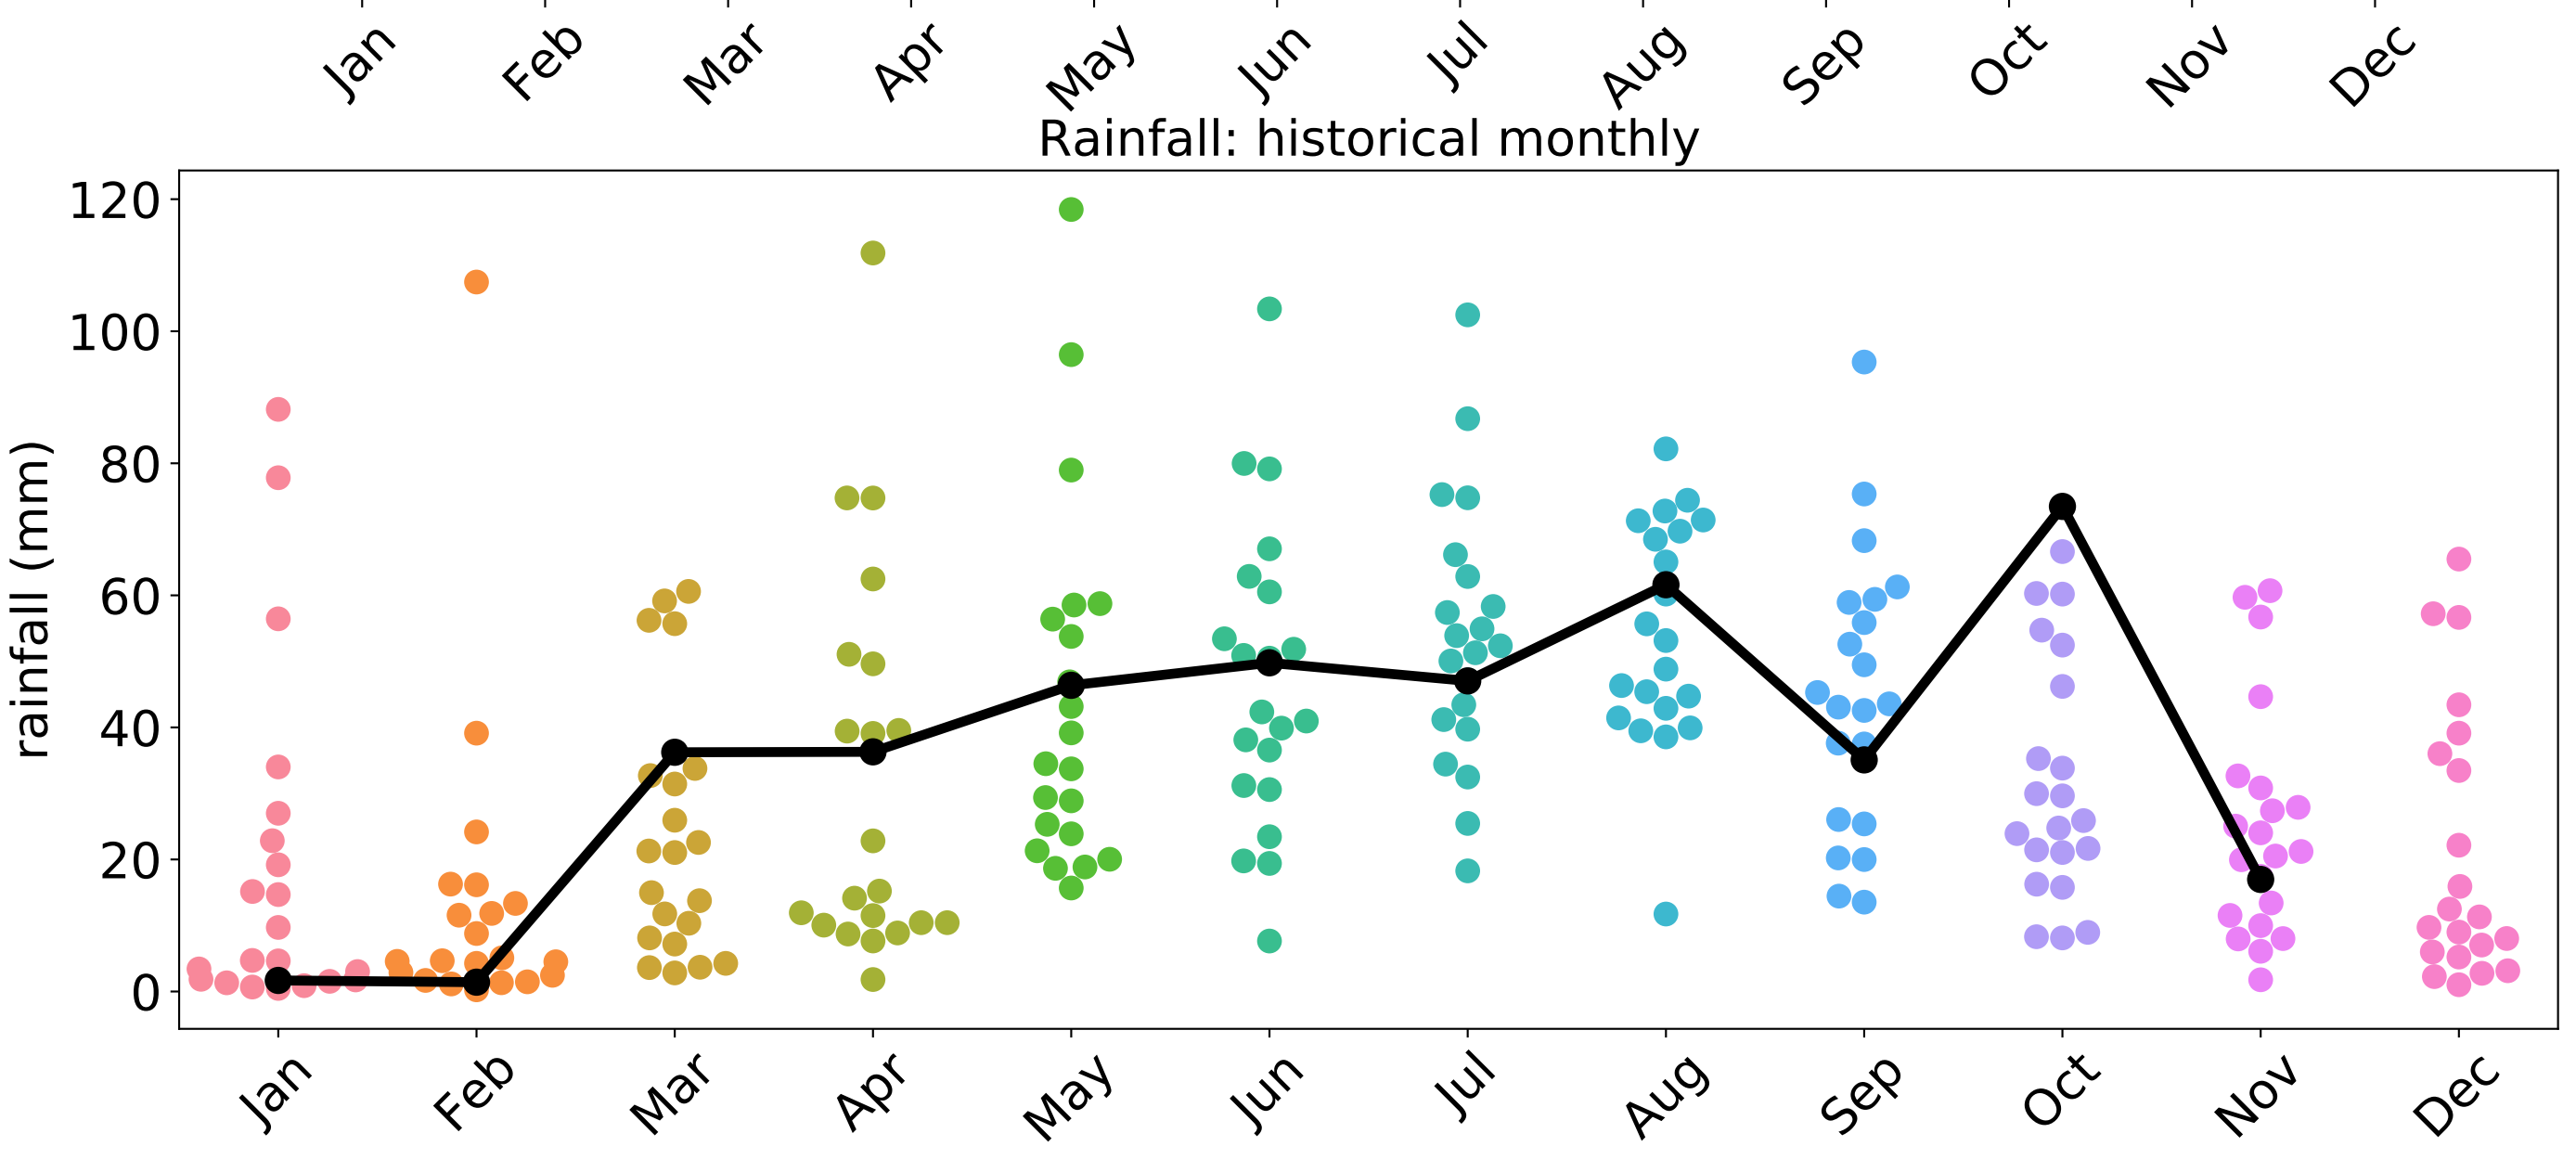 Jan Feb Mar Apr May Jun Jul Aug Sep Oct Nov Dec
Rainfall: historical monthly
120
100
80
60
40
20
0
rainfall (mm)
Jan Feb Mar Apr May Jun Jul Aug Sep Oct Nov Dec